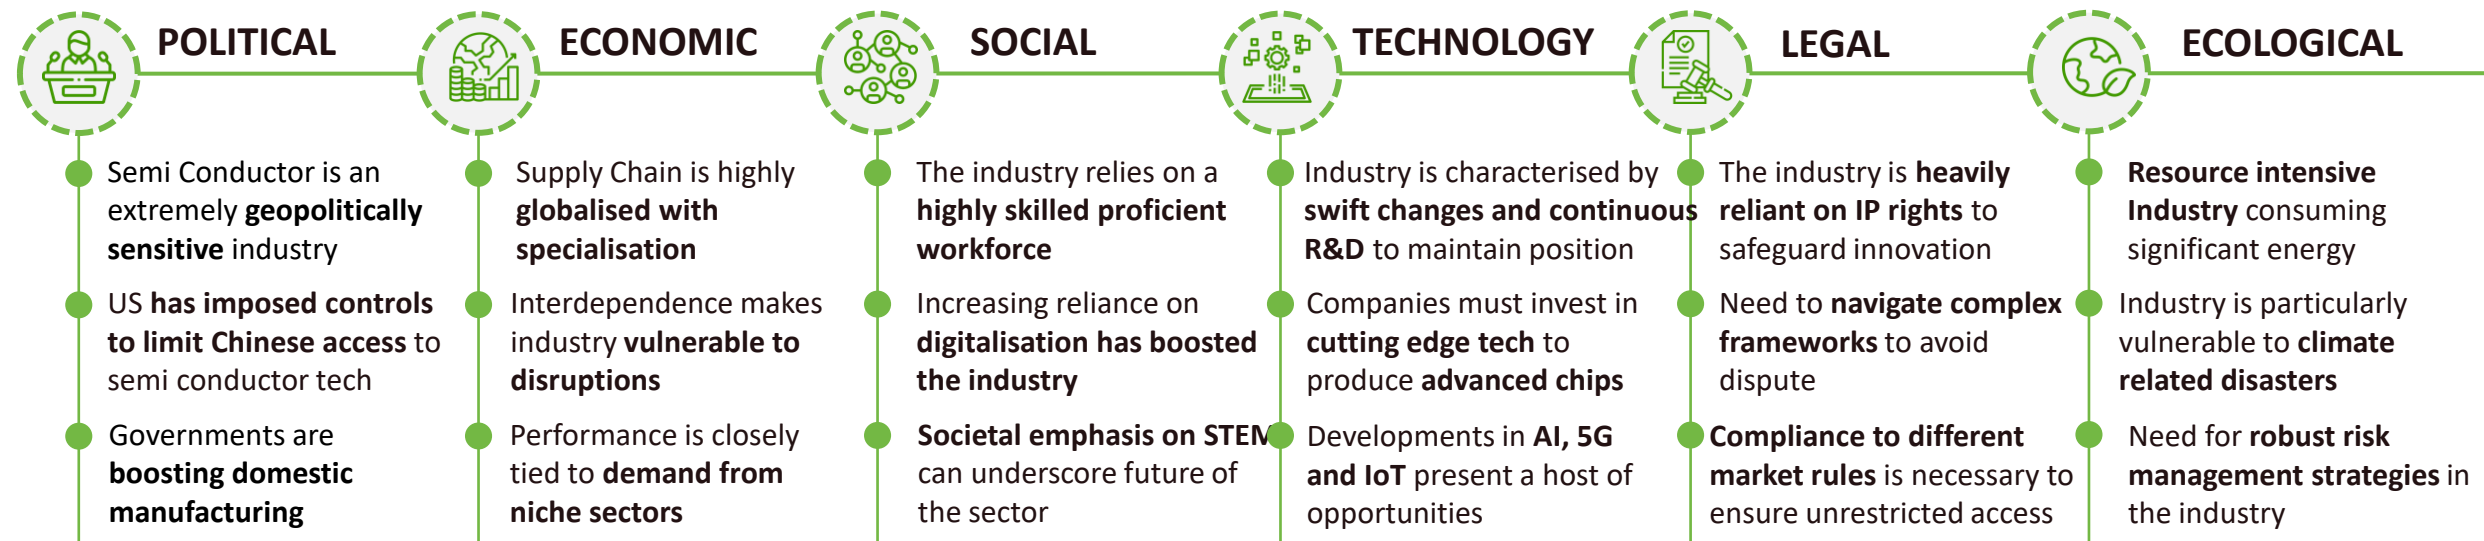 POLITICAL
Semi Conductor is an
extremely geopolitically
sensitive industry
US has imposed controls
to limit Chinese access to
semi conductor tech
Governments are
boosting domestic
manufacturing
ECONOMIC
Supply Chain is highly
globalised with
specialisation
Interdependence makes
industry vulnerable to
disruptions
Performance is closely
tied to demand from
niche sectors
SOCIAL
The industry relies on a
highly skilled proficient
workforce
Increasing reliance on
digitalisation has boosted
the industry
Societal emphasis on STEM
can underscore future of
the sector
TECHNOLOGY
Industry is characterised by
swift changes and continuous
R&D to maintain position
Companies must invest in
cutting edge tech to
produce advanced chips
Developments in AI, 5G
and IoT present a host of
opportunities
LEGAL
The industry is heavily
reliant on IP rights to
safeguard innovation
Need to navigate complex
frameworks to avoid
dispute
Compliance to different
market rules is necessary to
ensure unrestricted access
ECOLOGICAL
Resource intensive
Industry consuming
significant energy
Industry is particularly
vulnerable to climate
related disasters
Need for robust risk
management strategies in
the industry